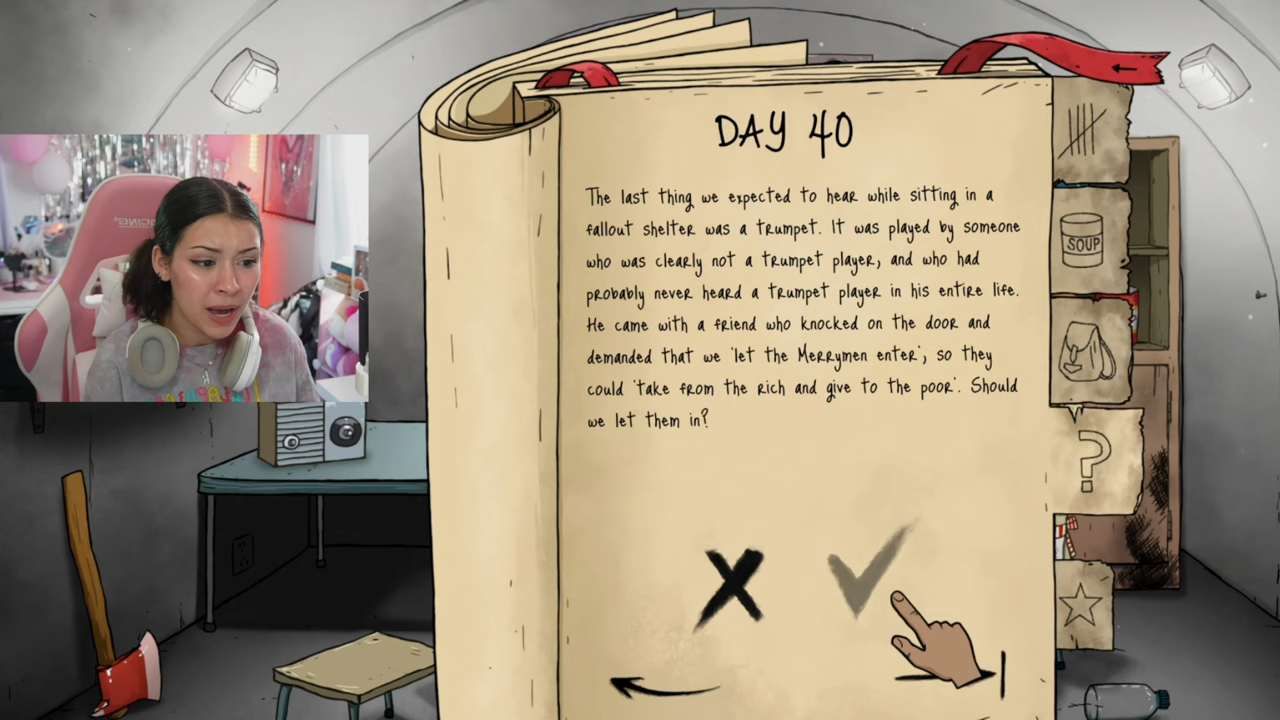 DAY 40
The last thing we expected to hear while sitting in a
fallout shelter was a trumpet. It was played by someone
who was clearly not a trumpet player, and who had
probably never heard a trumpet player in his entire life.
He came with a friend who knocked on the door and
demanded that we 'let the Merrymen enter', so they
could 'take from the rich and give to the poor'. Should
we let them in?
SOUP
?